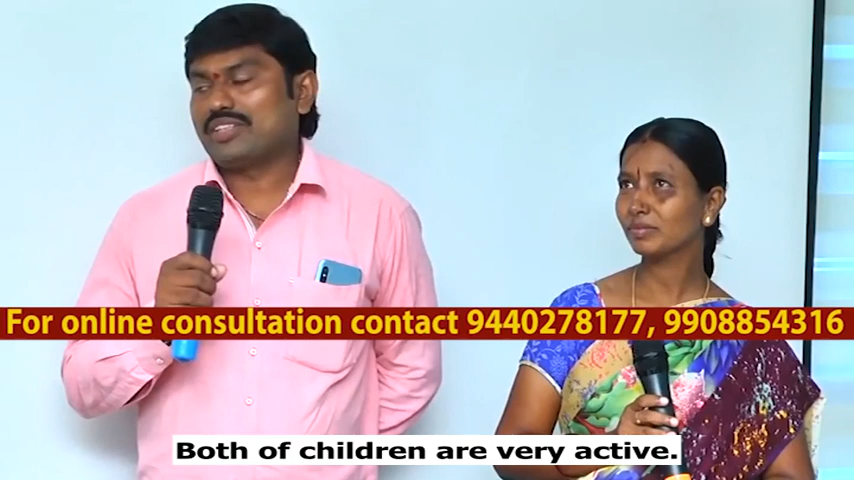 For online consultation contact 9440278177, 9908854316
Both of children are very active.